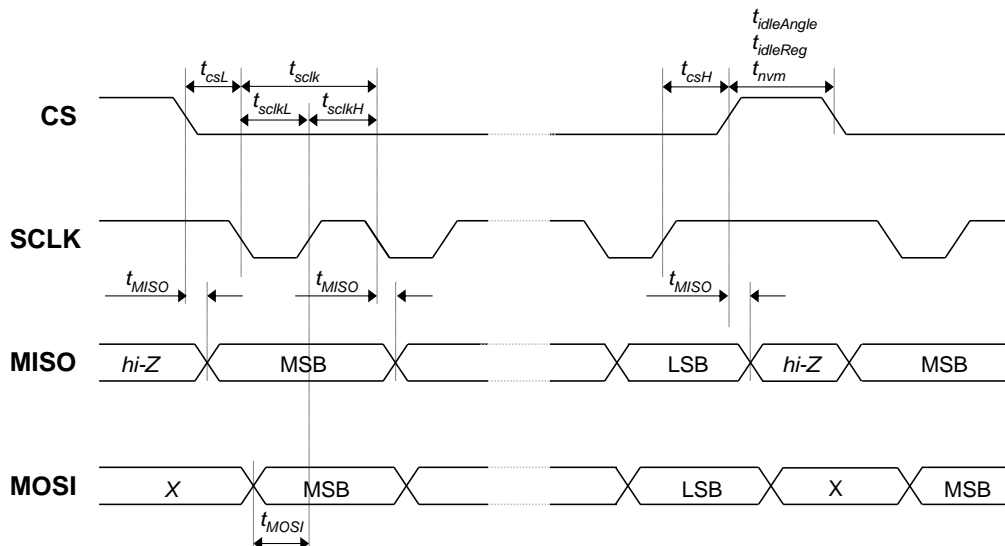 t_idleAngle
t_idleReg
t_csL t_sclk t_csH t_nvm
CS t_sclkL t_sclkH
SCLK
t_MISO t_MISO t_MISO
MISO hi-Z MSB LSB hi-Z MSB
MOSI X MSB LSB X MSB
t_MOSI